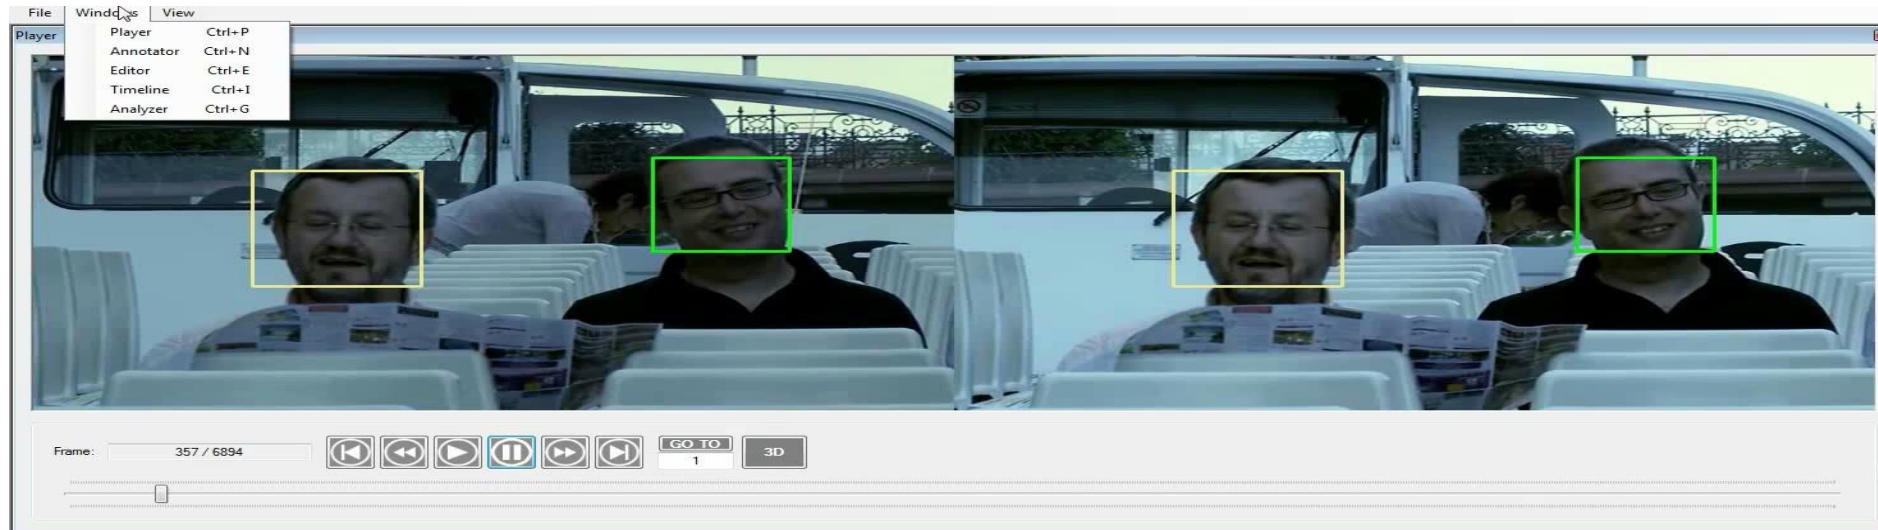 File Windows View
Player
Player Ctrl+P
Annotator Ctrl+N
Editor Ctrl+E
Timeline Ctrl+I
Analyzer Ctrl+G
Frame: 357 / 6894
GO TO
1
3D